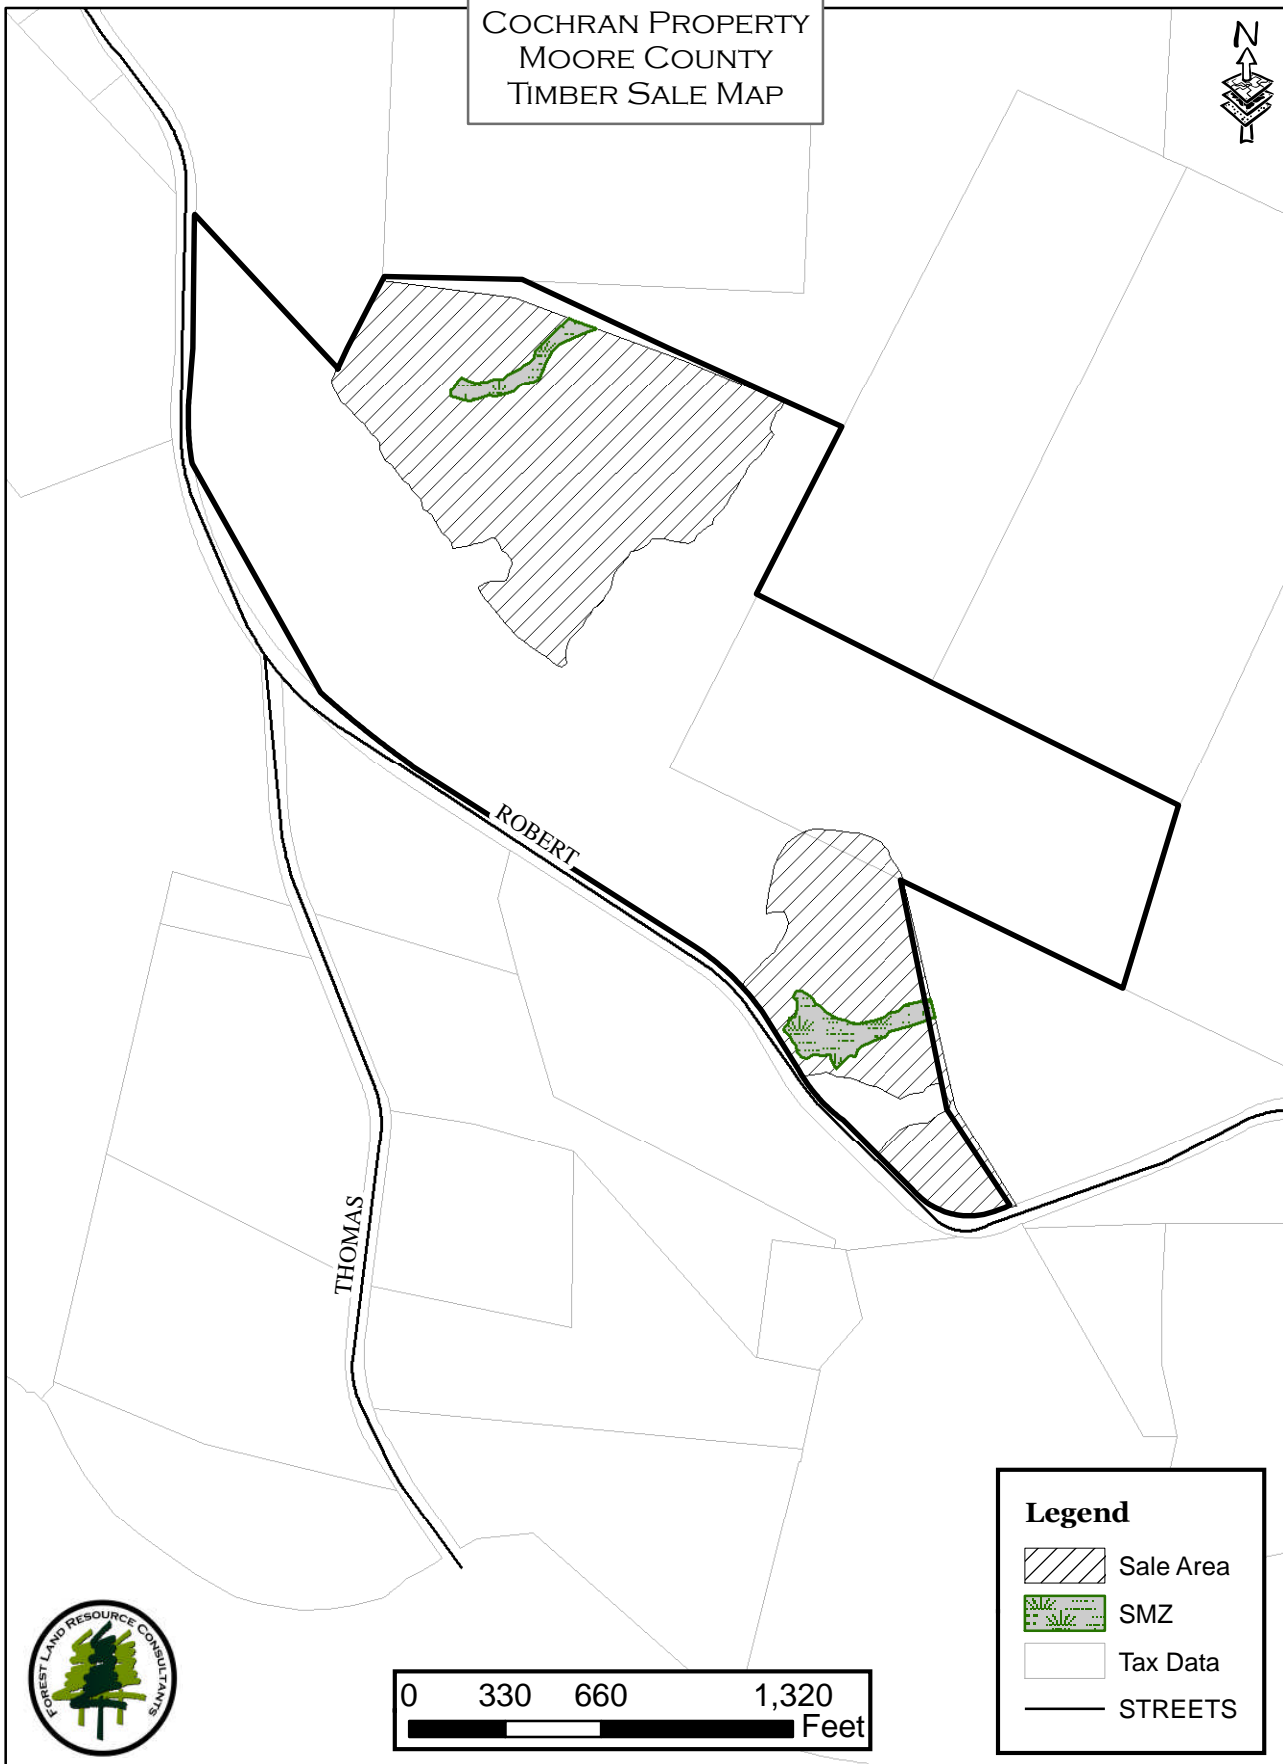 COCHRAN PROPERTY
MOORE COUNTY
TIMBER SALE MAP
N
ROBERT
THOMAS
Legend
Sale Area
SMZ
Tax Data
STREETS
FOREST LAND RESOURCE CONSULTANTS
0 330 660 1,320
Feet